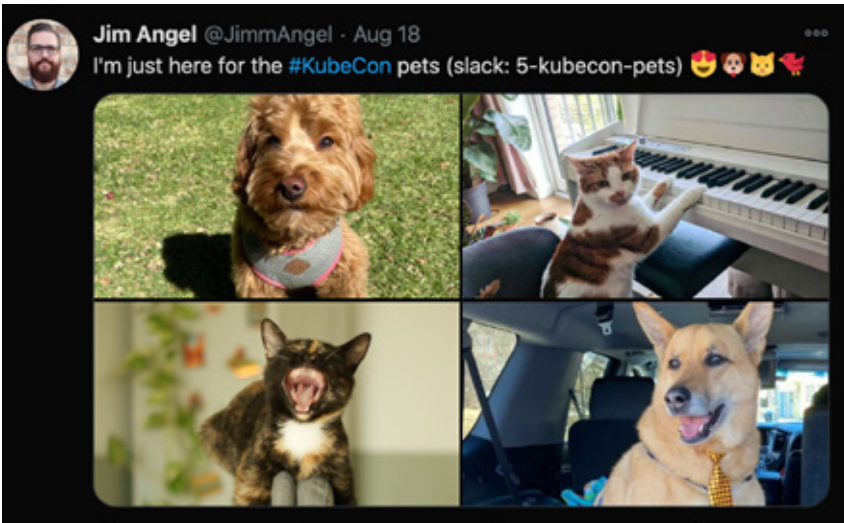 Jim Angel @JimmAngel · Aug 18
I'm just here for the #KubeCon pets (slack: 5-kubecon-pets) 😍🐶🐱🐦